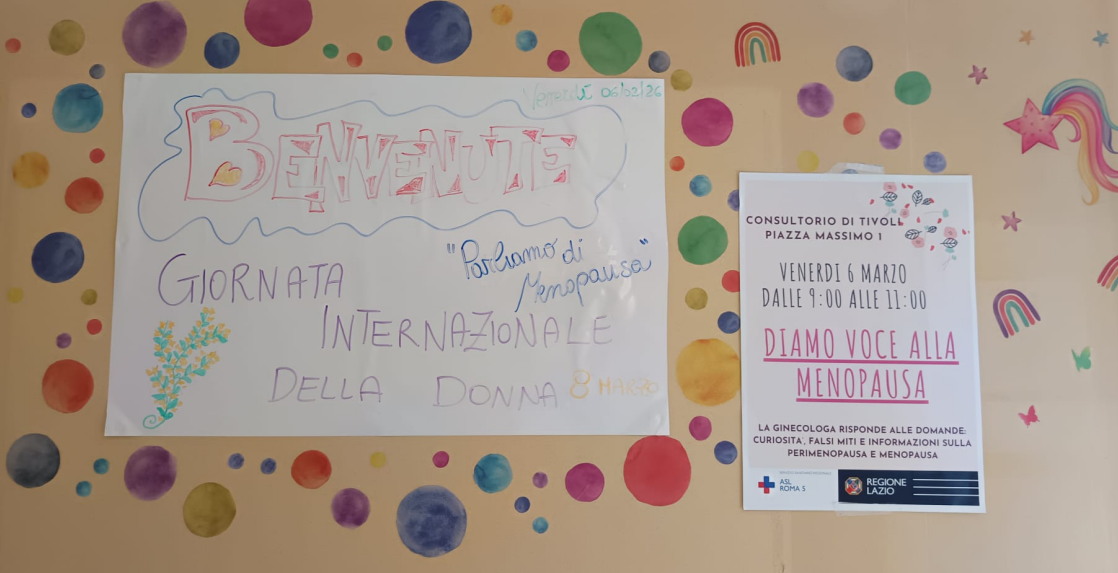 Venerdì 06/02/26
BENVENUTE
"Parliamo di
Menopausa"
GIORNATA
INTERNAZIONALE
DELLA DONNA 8 MARZO
CONSULTORIO DI TIVOLI
PIAZZA MASSIMO 1
VENERDI 6 MARZO
DALLE 9:00 ALLE 11:00
DIAMO VOCE ALLA
MENOPAUSA
LA GINECOLOGA RISPONDE ALLE DOMANDE:
CURIOSITA', FALSI MITI E INFORMAZIONI SULLA
PERIMENOPAUSA E MENOPAUSA
ASL
ROMA 5
REGIONE
LAZIO